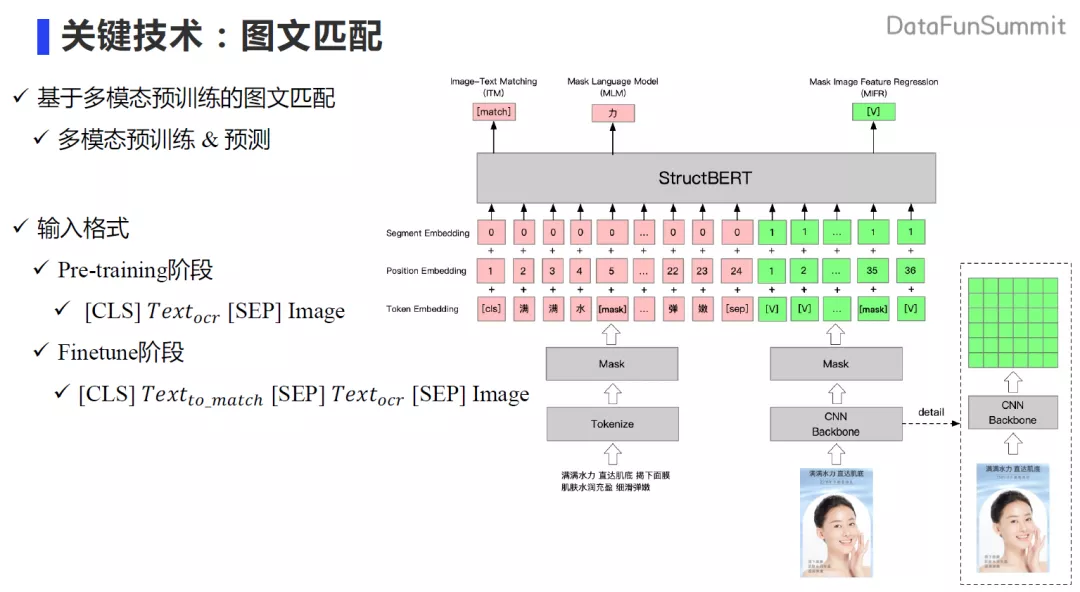 关键技术：图文匹配
DataFunSummit
✓ 基于多模态预训练的图文匹配
✓ 多模态预训练 & 预测
✓ 输入格式
✓ Pre-training阶段
✓ [CLS] Text_ocr [SEP] Image
✓ Finetune阶段
✓ [CLS] Text_to_match [SEP] Text_ocr [SEP] Image
Image-Text Matching
(ITM)
Mask Language Model
(MLM)
Mask Image Feature Regression
(MIFR)
[match] 力 [V]
StructBERT
Segment Embedding 0 0 0 0 0 ... 0 0 0 1 1 ... 1 1
+ + + + + + + + + + + + + +
Position Embedding 1 2 3 4 5 ... 22 23 24 1 2 ... 35 36
+ + + + + + + + + + + + + +
Token Embedding [cls] 满 满 水 [mask] ... 弹 嫩 [sep] [V] [V] ... [mask] [V]
Mask
Tokenize
满满水力 直达肌底 揭下面膜
肌肤水润充盈 细滑弹嫩
Mask
CNN
Backbone
满满水力 直达肌底
detail
CNN
Backbone
满满水力 直达肌底